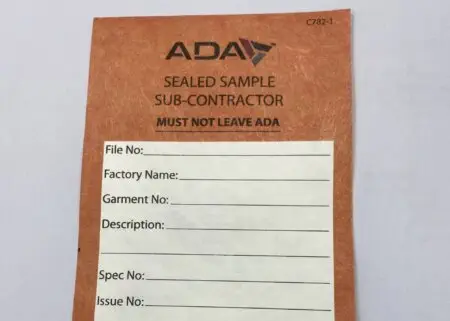 C782-1
ADA
SEALED SAMPLE
SUB-CONTRACTOR
MUST NOT LEAVE ADA
File No:
Factory Name:
Garment No:
Description:
Spec No:
Issue No: